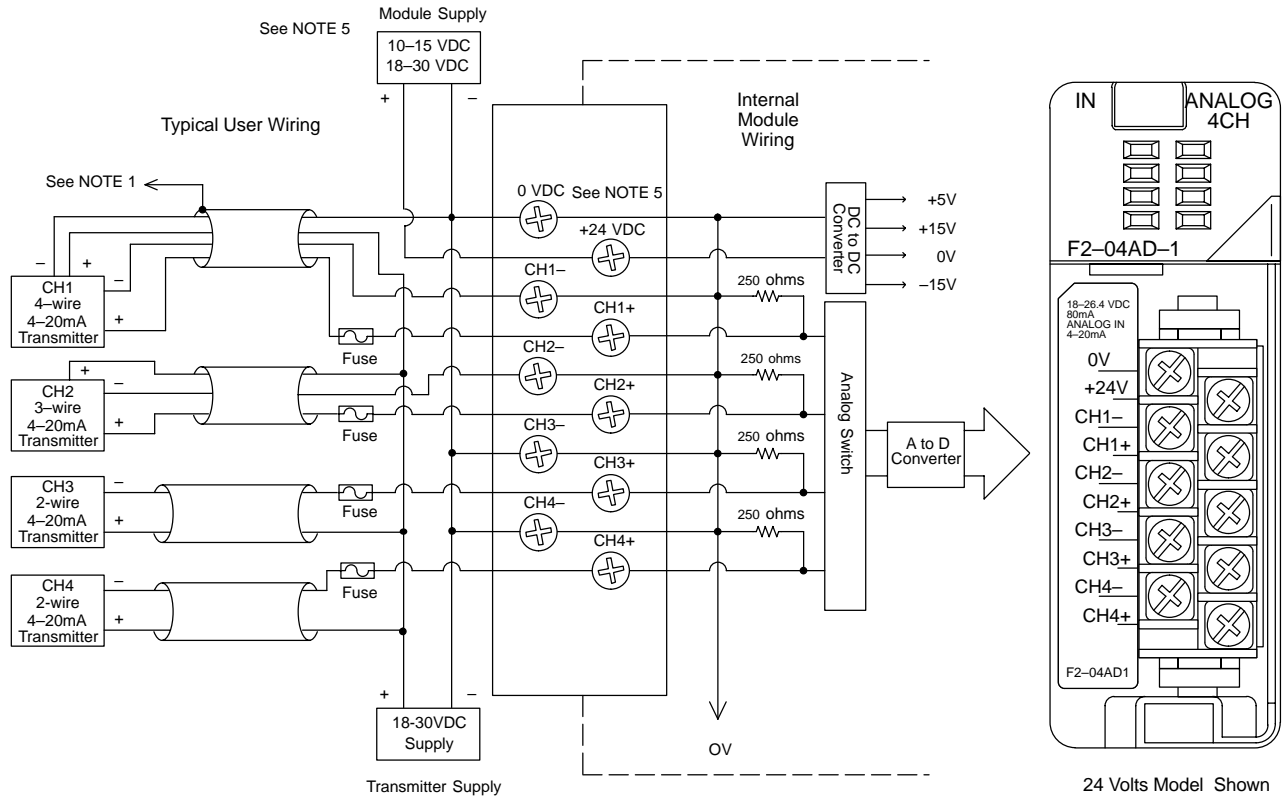 See NOTE 5
Module Supply
10–15 VDC
18–30 VDC
+
–
Typical User Wiring
Internal
Module
Wiring
See NOTE 1
0 VDC
See NOTE 5
+24 VDC
CH1–
CH1+
CH2–
CH2+
CH3–
CH3+
CH4–
CH4+
DC to DC
Converter
+5V
+15V
0V
–15V
250 ohms
250 ohms
250 ohms
250 ohms
Analog Switch
A to D
Converter
–
+
–
+
CH1
4–wire
4–20mA
Transmitter
Fuse
+
–
+
CH2
3–wire
4–20mA
Transmitter
Fuse
–
+
CH3
2-wire
4–20mA
Transmitter
Fuse
–
+
CH4
2-wire
4–20mA
Transmitter
Fuse
+
–
18-30VDC
Supply
Transmitter Supply
OV
IN
ANALOG
4CH
F2–04AD–1
18–26.4 VDC
80mA
ANALOG IN
4–20mA
0V
+24V
CH1–
CH1+
CH2–
CH2+
CH3–
CH3+
CH4–
CH4+
F2–04AD1
24 Volts Model Shown